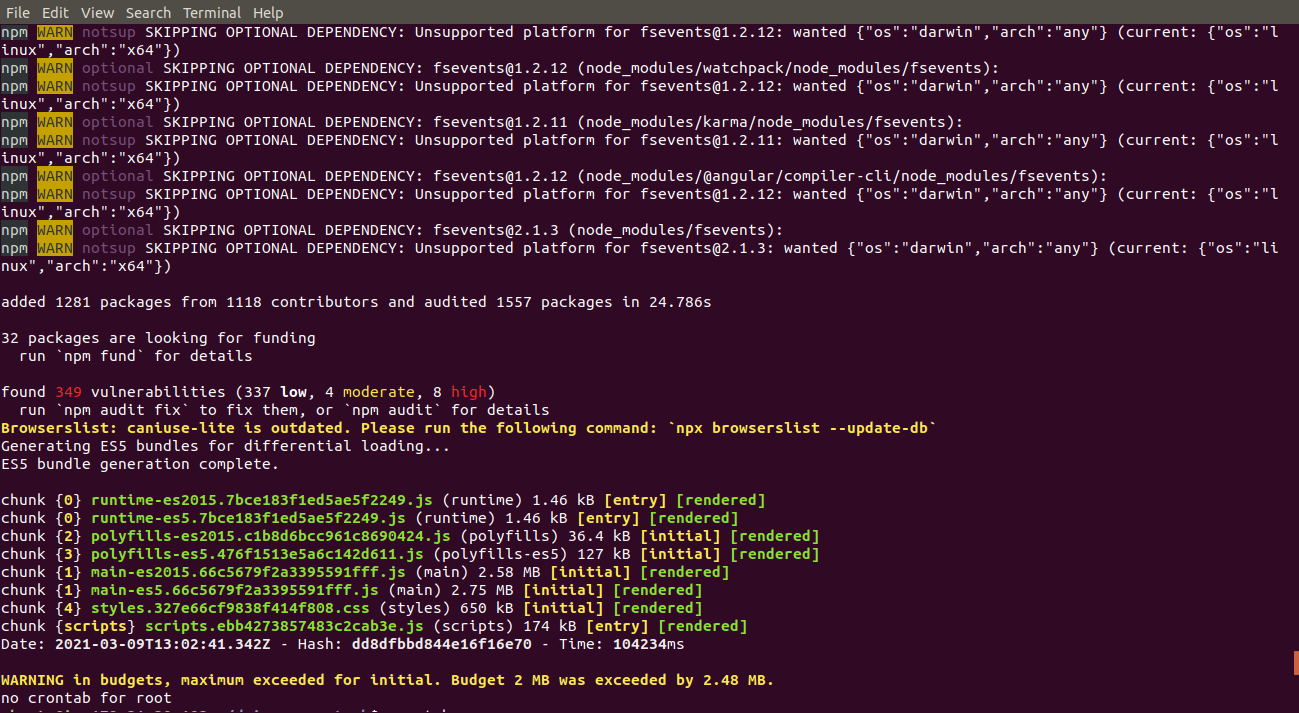 File Edit View Search Terminal Help
npm WARN notsup SKIPPING OPTIONAL DEPENDENCY: Unsupported platform for fsevents@1.2.12: wanted {"os":"darwin","arch":"any"} (current: {"os":"l
inux","arch":"x64"})
npm WARN optional SKIPPING OPTIONAL DEPENDENCY: fsevents@1.2.12 (node_modules/watchpack/node_modules/fsevents):
npm WARN notsup SKIPPING OPTIONAL DEPENDENCY: Unsupported platform for fsevents@1.2.12: wanted {"os":"darwin","arch":"any"} (current: {"os":"l
inux","arch":"x64"})
npm WARN optional SKIPPING OPTIONAL DEPENDENCY: fsevents@1.2.11 (node_modules/karma/node_modules/fsevents):
npm WARN notsup SKIPPING OPTIONAL DEPENDENCY: Unsupported platform for fsevents@1.2.11: wanted {"os":"darwin","arch":"any"} (current: {"os":"l
inux","arch":"x64"})
npm WARN optional SKIPPING OPTIONAL DEPENDENCY: fsevents@1.2.12 (node_modules/@angular/compiler-cli/node_modules/fsevents):
npm WARN notsup SKIPPING OPTIONAL DEPENDENCY: Unsupported platform for fsevents@1.2.12: wanted {"os":"darwin","arch":"any"} (current: {"os":"l
inux","arch":"x64"})
npm WARN optional SKIPPING OPTIONAL DEPENDENCY: fsevents@2.1.3 (node_modules/fsevents):
npm WARN notsup SKIPPING OPTIONAL DEPENDENCY: Unsupported platform for fsevents@2.1.3: wanted {"os":"darwin","arch":"any"} (current: {"os":"li
nux","arch":"x64"})
added 1281 packages from 1118 contributors and audited 1557 packages in 24.786s
32 packages are looking for funding
run `npm fund` for details
found 349 vulnerabilities (337 low, 4 moderate, 8 high)
run `npm audit fix` to fix them, or `npm audit` for details
Browserslist: caniuse-lite is outdated. Please run the following command: `npx browserslist --update-db`
Generating ES5 bundles for differential loading...
ES5 bundle generation complete.
chunk {0} runtime-es2015.7bce183f1ed5ae5f2249.js (runtime) 1.46 kB [entry] [rendered]
chunk {0} runtime-es5.7bce183f1ed5ae5f2249.js (runtime) 1.46 kB [entry] [rendered]
chunk {2} polyfills-es2015.c1b8d6bcc961c8690424.js (polyfills) 36.4 kB [initial] [rendered]
chunk {3} polyfills-es5.476f1513e5a6c142d611.js (polyfills-es5) 127 kB [initial] [rendered]
chunk {1} main-es2015.66c5679f2a3395591fff.js (main) 2.58 MB [initial] [rendered]
chunk {1} main-es5.66c5679f2a3395591fff.js (main) 2.75 MB [initial] [rendered]
chunk {4} styles.327e66cf9838f414f808.css (styles) 650 kB [initial] [rendered]
chunk {scripts} scripts.ebb4273857483c2cab3e.js (scripts) 174 kB [entry] [rendered]
Date: 2021-03-09T13:02:41.342Z - Hash: dd8dfbbd844e16f16e70 - Time: 104234ms
WARNING in budgets, maximum exceeded for initial. Budget 2 MB was exceeded by 2.48 MB.
no crontab for root